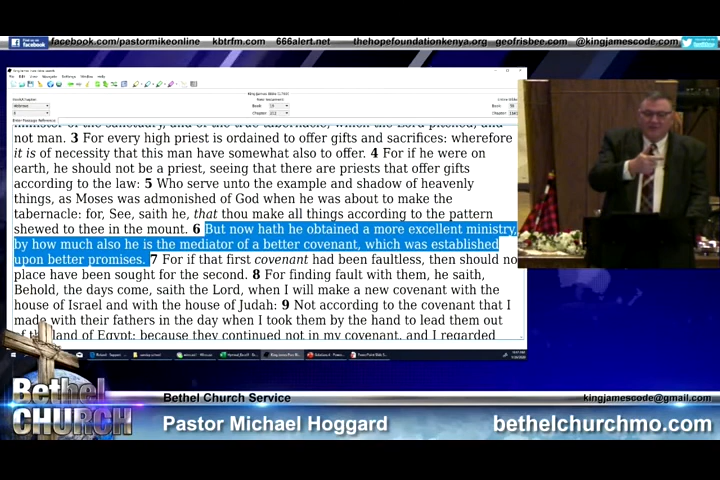 facebook.com/pastormikeonline kbtrfm.com 666alert.net thehopefoundationkenya.org geofrisbee.com @kingjamescode.com
not man. 3 For every high priest is ordained to offer gifts and sacrifices: wherefore
it is of necessity that this man have somewhat also to offer. 4 For if he were on
earth, he should not be a priest, seeing that there are priests that offer gifts
according to the law: 5 Who serve unto the example and shadow of heavenly
things, as Moses was admonished of God when he was about to make the
tabernacle: for, See, saith he, that thou make all things according to the pattern
shewed to thee in the mount. 6 But now hath he obtained a more excellent ministry,
by how much also he is the mediator of a better covenant, which was established
upon better promises. 7 For if that first covenant had been faultless, then should no
place have been sought for the second. 8 For finding fault with them, he saith,
Behold, the days come, saith the Lord, when I will make a new covenant with the
house of Israel and with the house of Judah: 9 Not according to the covenant that I
made with their fathers in the day when I took them by the hand to lead them out
of the land of Egypt; because they continued not in my covenant, and I regarded
Bethel
CHURCH
Bethel Church Service
kingjamescode@gmail.com
Pastor Michael Hoggard
bethelchurchmo.com